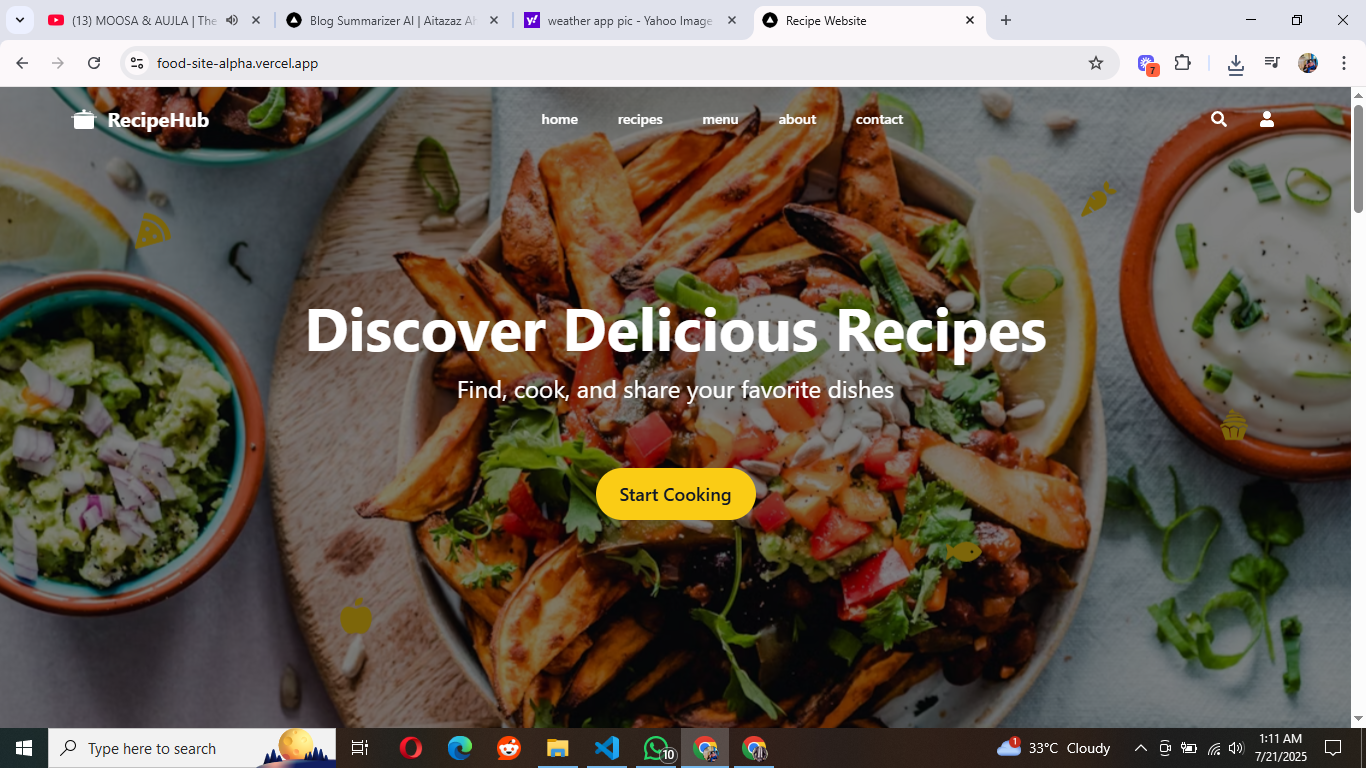 (13) MOOSA & AUJLA | The
Blog Summarizer AI | Aitazaz Ah
weather app pic - Yahoo Image
Recipe Website
food-site-alpha.vercel.app
7
RecipeHub
home
recipes
menu
about
contact
Discover Delicious Recipes
Find, cook, and share your favorite dishes
Start Cooking
Type here to search
10
1
33°C Cloudy
1:11 AM
7/21/2025